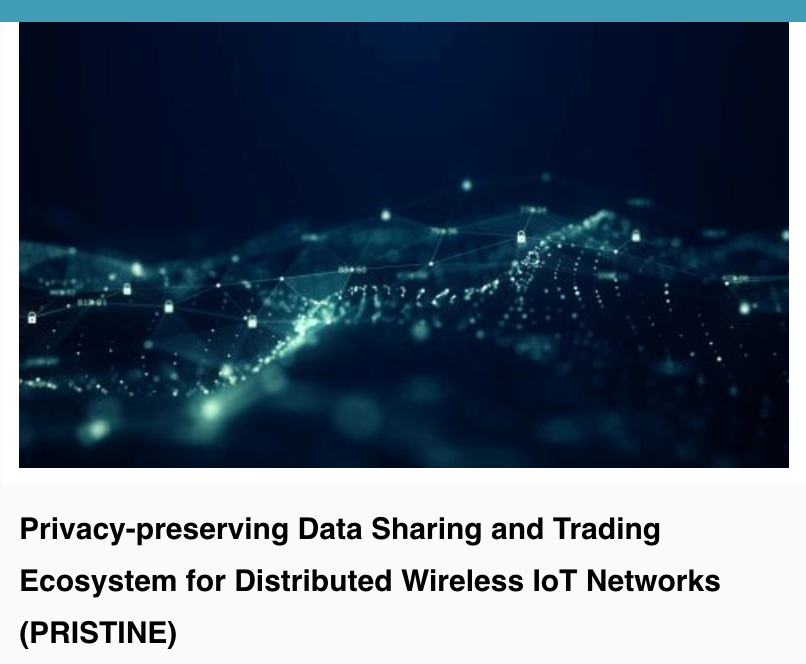 Privacy-preserving Data Sharing and Trading
Ecosystem for Distributed Wireless IoT Networks
(PRISTINE)